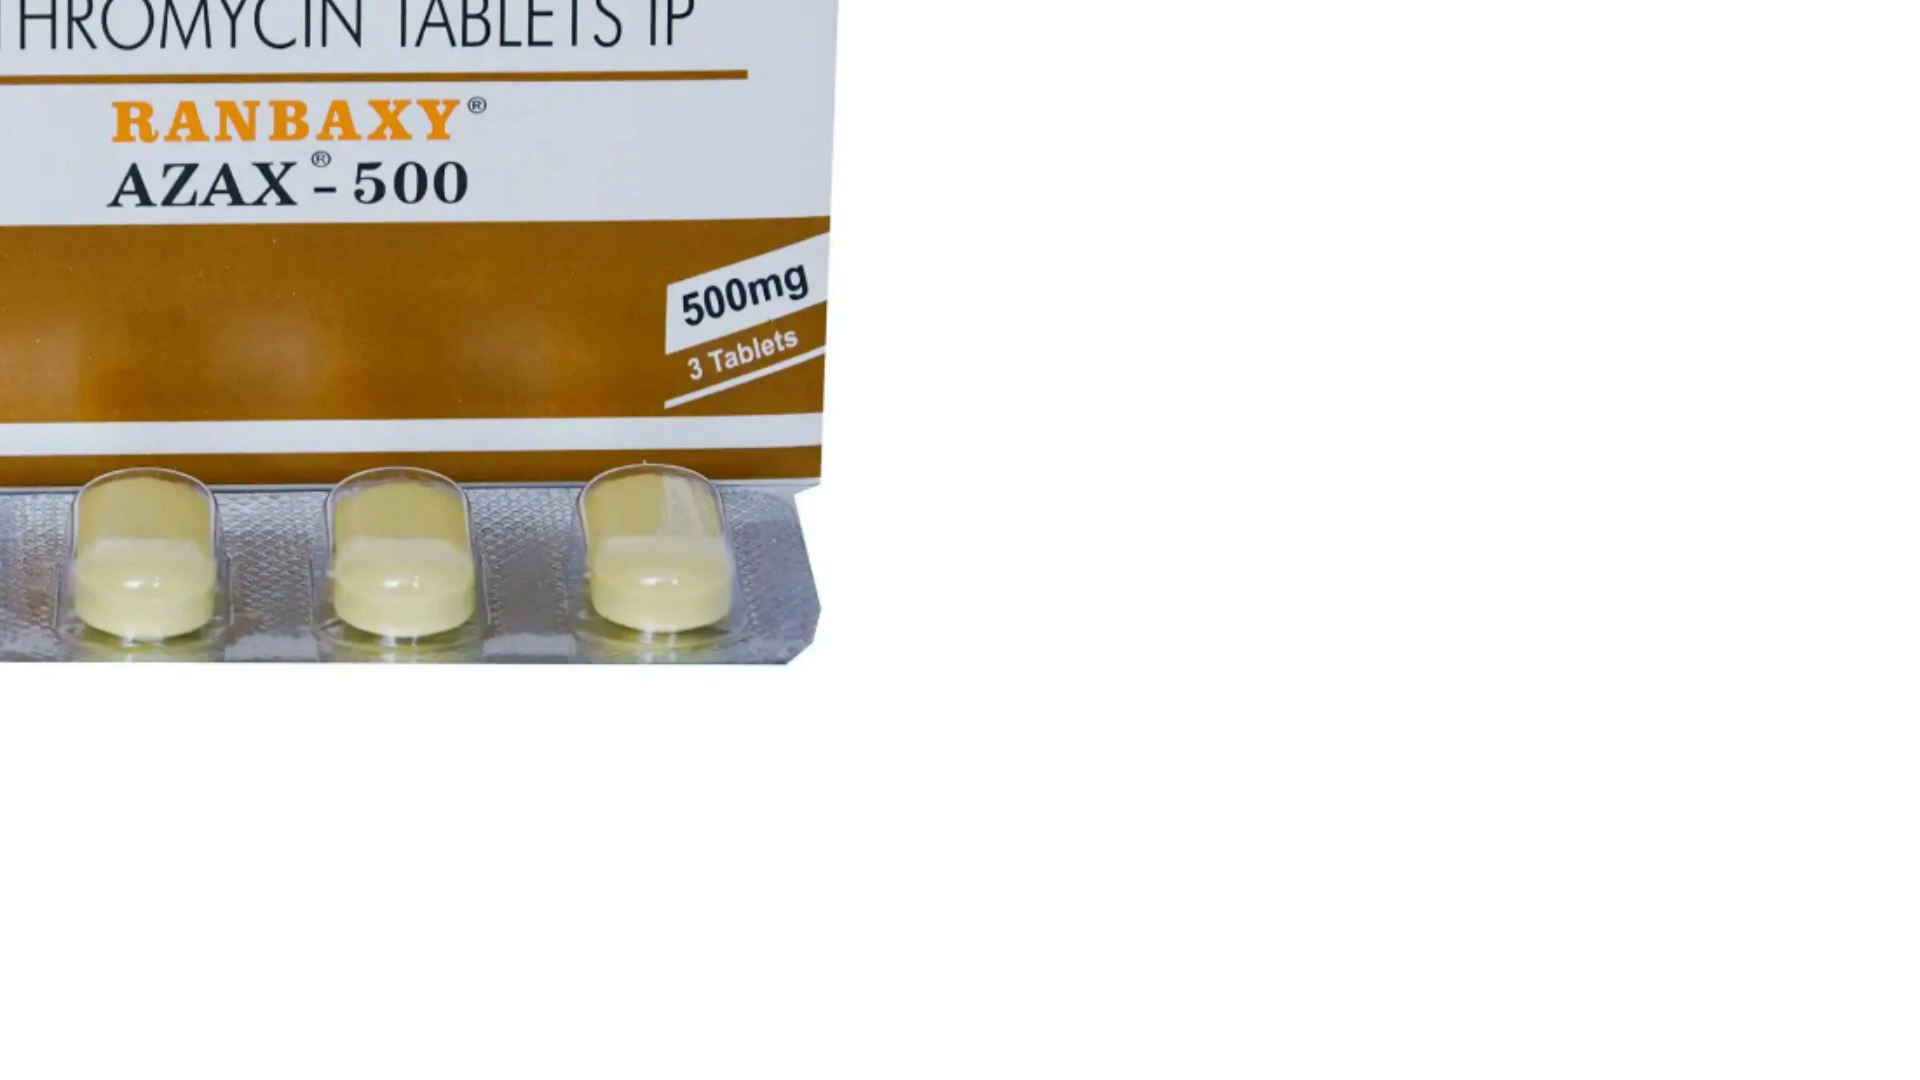 THROMYCIN TABLETS IP
RANBAXY®
AZAX®-500
500mg
3 Tablets